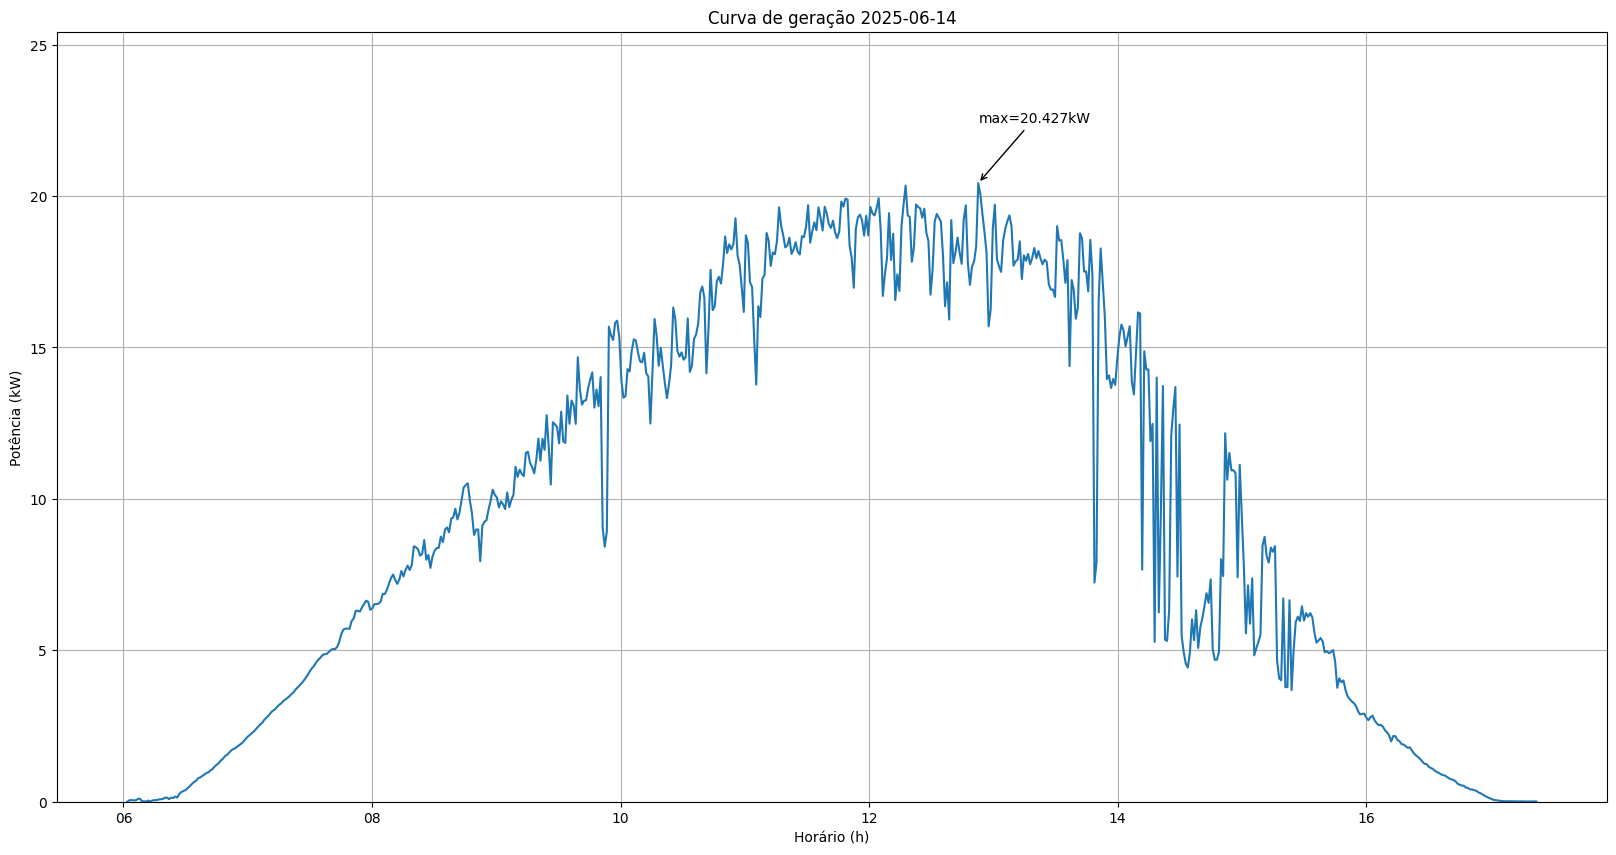 Curva de geração 2025-06-14
25
max=20.427kW
20
15
Potência (kW)
10
5
0
06 08 10 12 14 16
Horário (h)